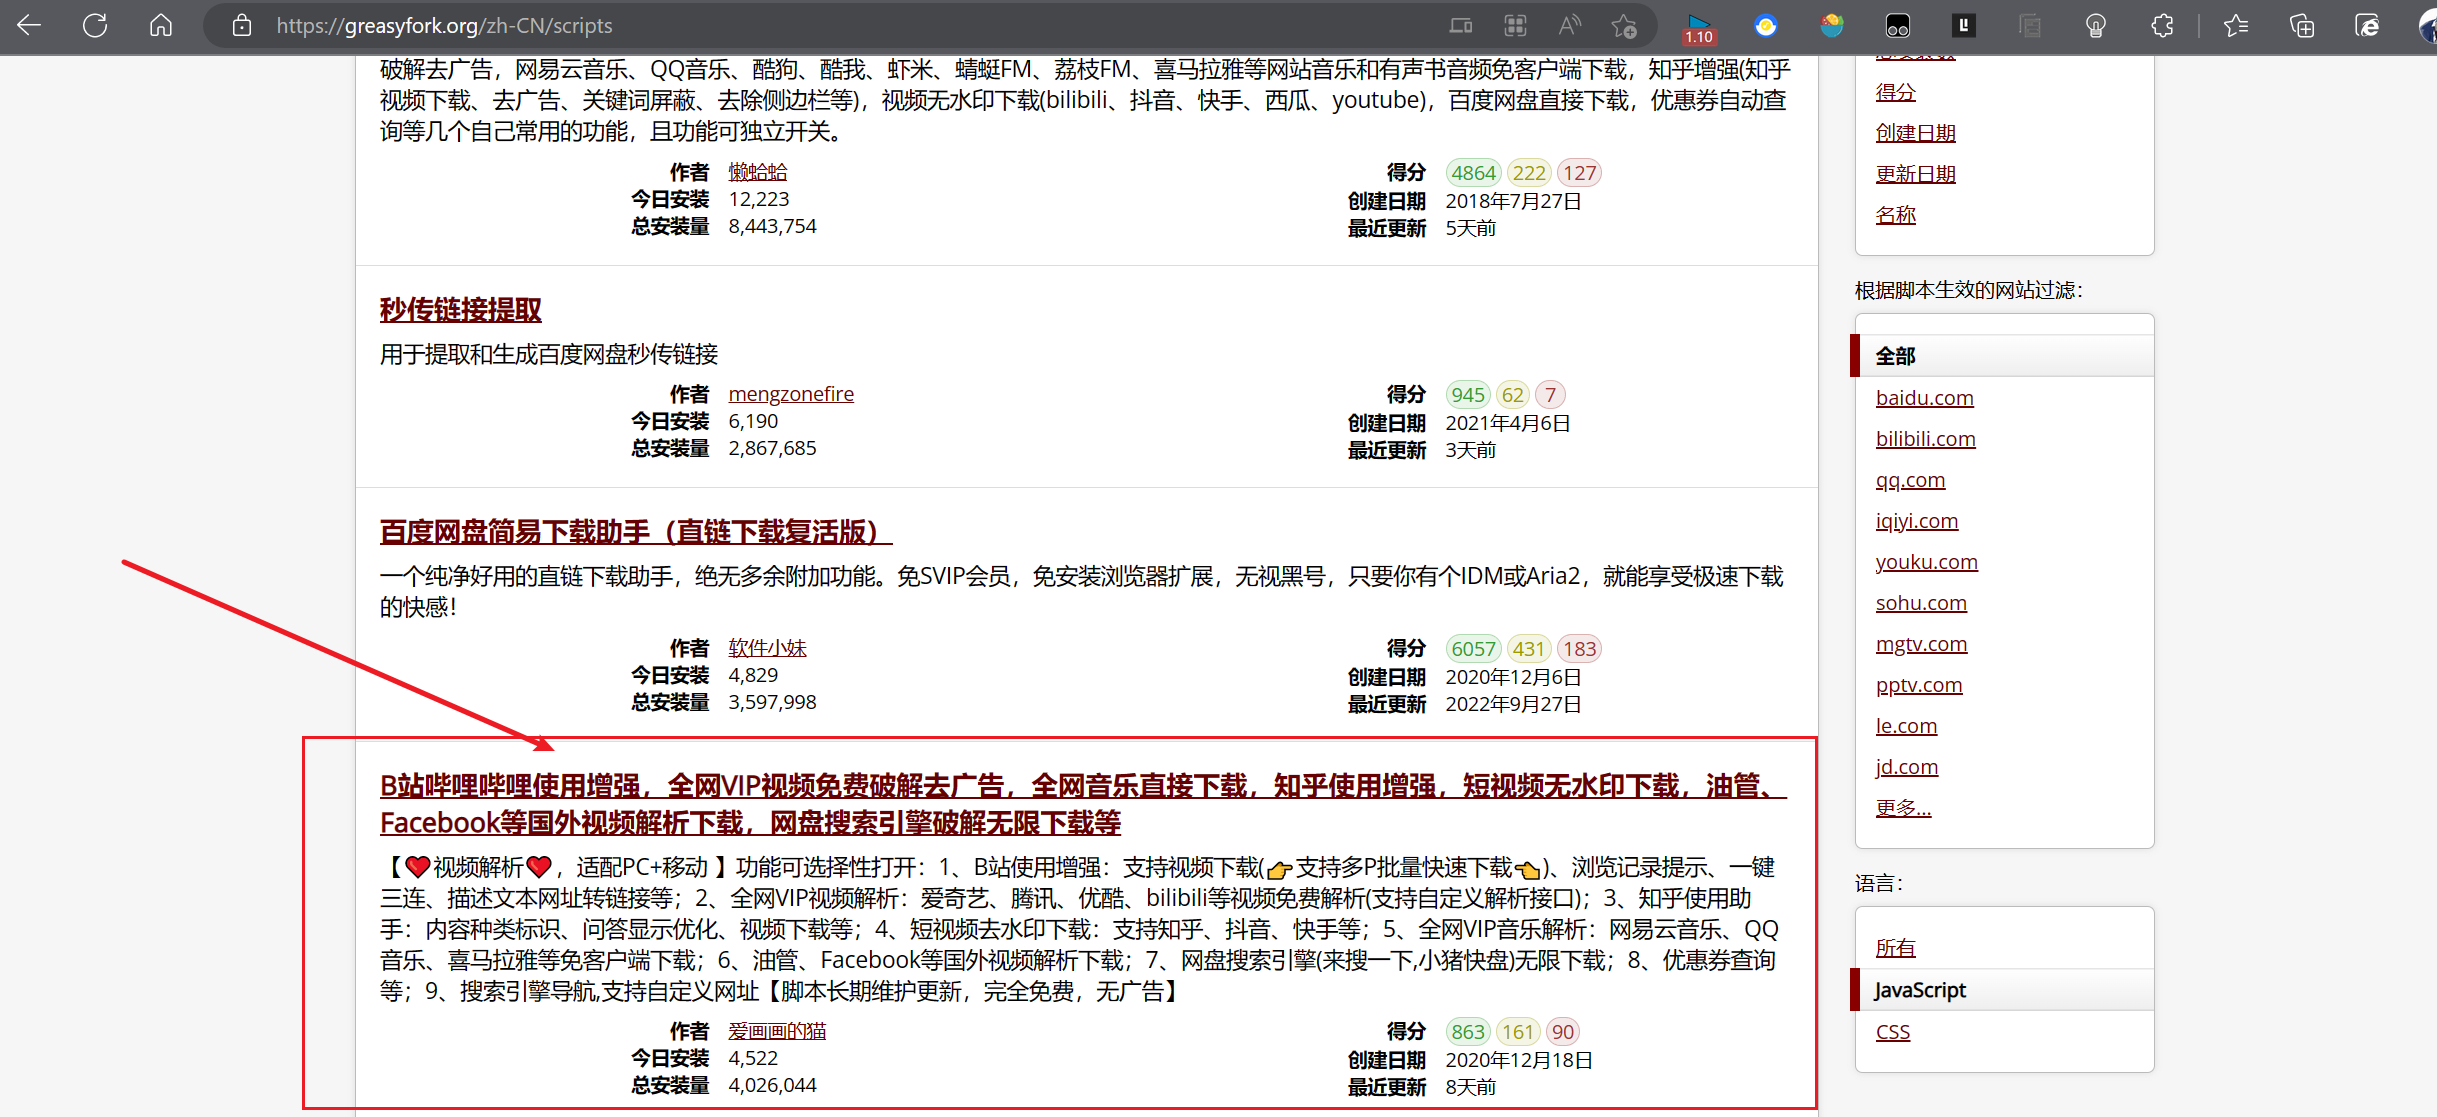 https://greasyfork.org/zh-CN/scripts
1.10
破解去广告，网易云音乐、QQ音乐、酷狗、酷我、虾米、蜻蜓FM、荔枝FM、喜马拉雅等网站音乐和有声书音频免客户端下载，知乎增强(知乎
视频下载、去广告、关键词屏蔽、去除侧边栏等)，视频无水印下载(bilibili、抖音、快手、西瓜、youtube)，百度网盘直接下载，优惠券自动查
询等几个自己常用的功能，且功能可独立开关。
作者 懒蛤蛤
今日安装 12,223
总安装量 8,443,754
得分 4864 222 127
创建日期 2018年7月27日
最近更新 5天前
秒传链接提取
用于提取和生成百度网盘秒传链接
作者 mengzonefire
今日安装 6,190
总安装量 2,867,685
得分 945 62 7
创建日期 2021年4月6日
最近更新 3天前
百度网盘简易下载助手（直链下载复活版）
一个纯净好用的直链下载助手，绝无多余附加功能。免SVIP会员，免安装浏览器扩展，无视黑号，只要你有个IDM或Aria2，就能享受极速下载
的快感！
作者 软件小妹
今日安装 4,829
总安装量 3,597,998
得分 6057 431 183
创建日期 2020年12月6日
最近更新 2022年9月27日
B站哔哩哔哩使用增强，全网VIP视频免费破解去广告，全网音乐直接下载，知乎使用增强，短视频无水印下载，油管、
Facebook等国外视频解析下载，网盘搜索引擎破解无限下载等
【❤️视频解析❤️，适配PC+移动 】功能可选择性打开：1、B站使用增强：支持视频下载(👉支持多P批量快速下载👈)、浏览记录提示、一键
三连、描述文本网址转链接等；2、全网VIP视频解析：爱奇艺、腾讯、优酷、bilibili等视频免费解析(支持自定义解析接口)；3、知乎使用助
手：内容种类标识、问答显示优化、视频下载等；4、短视频去水印下载：支持知乎、抖音、快手等；5、全网VIP音乐解析：网易云音乐、QQ
音乐、喜马拉雅等免客户端下载；6、油管、Facebook等国外视频解析下载；7、网盘搜索引擎(来搜一下,小猪快盘)无限下载；8、优惠券查询
等；9、搜索引擎导航,支持自定义网址【脚本长期维护更新，完全免费，无广告】
作者 爱画画的猫
今日安装 4,522
总安装量 4,026,044
得分 863 161 90
创建日期 2020年12月18日
最近更新 8天前
得分
创建日期
更新日期
名称
根据脚本生效的网站过滤：
全部
baidu.com
bilibili.com
qq.com
iqiyi.com
youku.com
sohu.com
mgtv.com
pptv.com
le.com
jd.com
更多...
语言：
所有
JavaScript
CSS